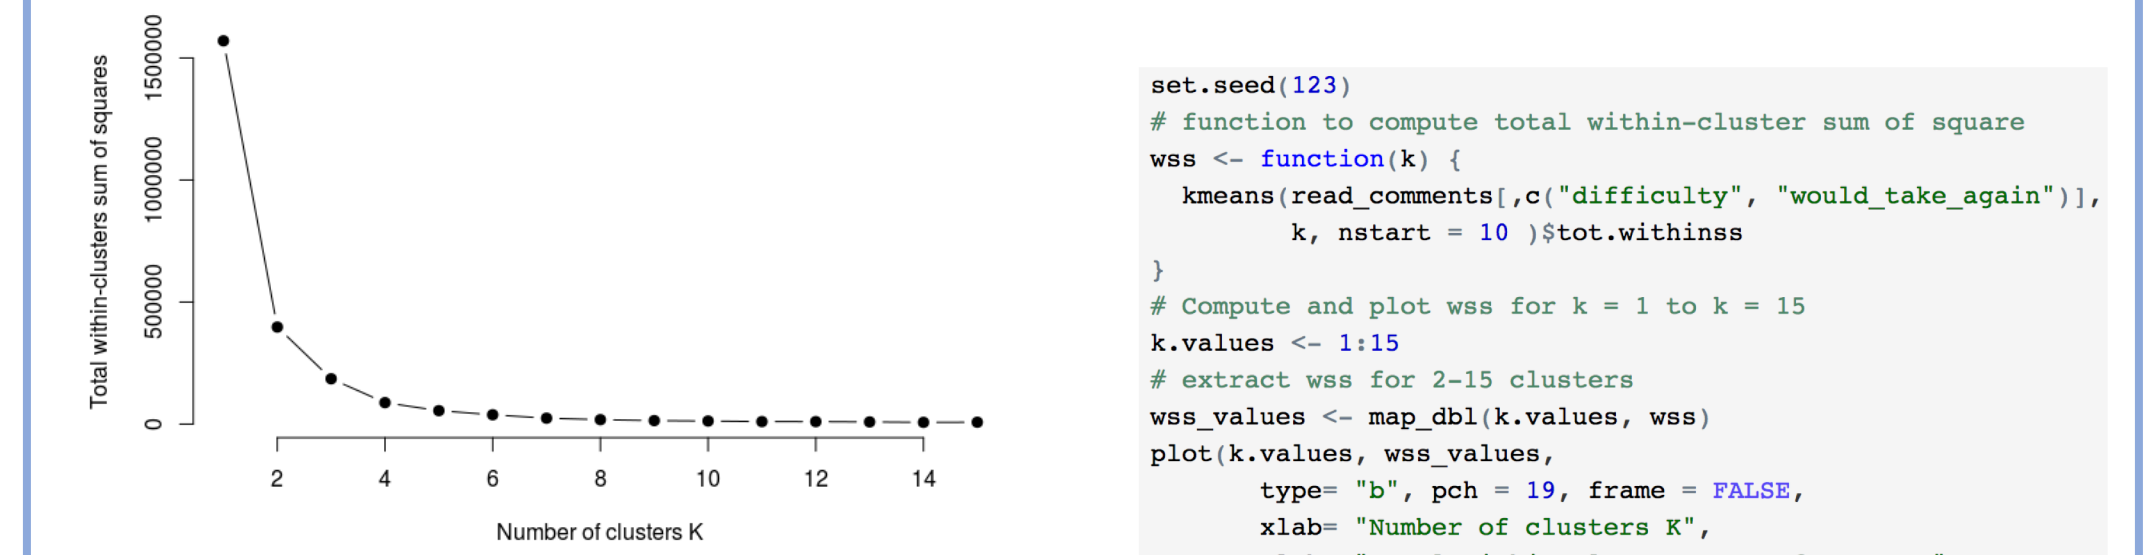 Total within-clusters sum of squares
1500000
1000000
500000
0
2 4 6 8 10 12 14
Number of clusters K
set.seed(123)
# function to compute total within-cluster sum of square
wss <- function(k) {
  kmeans(read_comments[,c("difficulty", "would_take_again")],
         k, nstart = 10 )$tot.withinss
}
# Compute and plot wss for k = 1 to k = 15
k.values <- 1:15
# extract wss for 2-15 clusters
wss_values <- map_dbl(k.values, wss)
plot(k.values, wss_values,
       type= "b", pch = 19, frame = FALSE,
       xlab= "Number of clusters K",